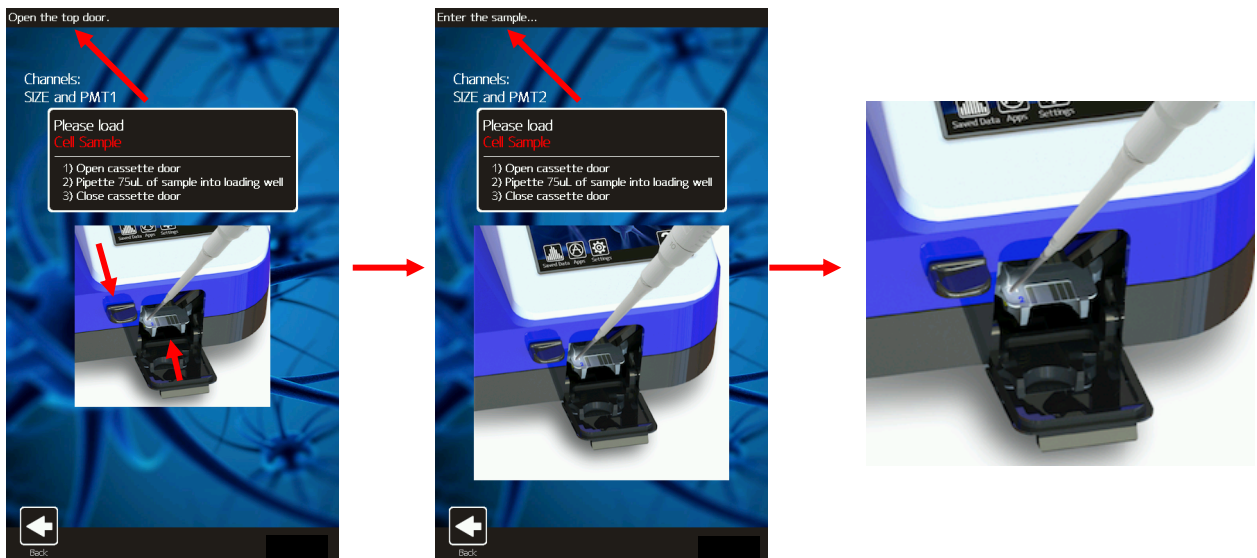 Open the top door.
Channels:
SIZE and PMT1
Please load
Cell Sample
1) Open cassette door
2) Pipette 75uL of sample into loading well
3) Close cassette door
Saved Data Apps Settings
Back
Enter the sample...
Channels:
SIZE and PMT2
Please load
Cell Sample
1) Open cassette door
2) Pipette 75uL of sample into loading well
3) Close cassette door
Saved Data Apps Settings
Back
Saved Data Apps Settings